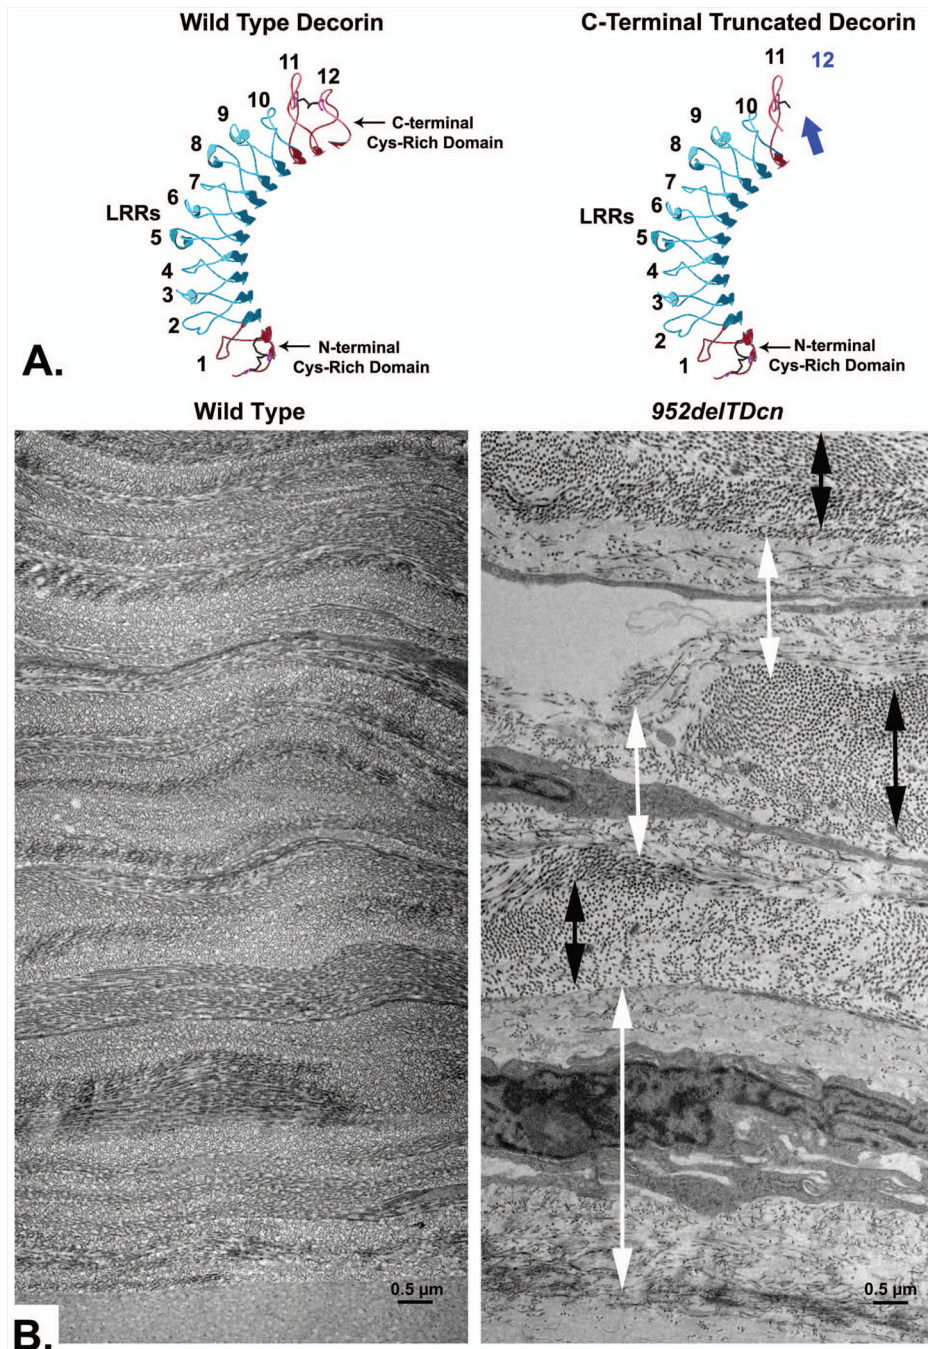 Wild Type Decorin
C-Terminal Truncated Decorin
11
12
10
9
8
7
6
LRRs
5
4
3
2
1
C-terminal
Cys-Rich Domain
N-terminal
Cys-Rich Domain
11
12
10
9
8
7
6
LRRs
5
4
3
2
1
N-terminal
Cys-Rich Domain
A.
Wild Type
952delTDcn
0.5 µm
0.5 µm
B.